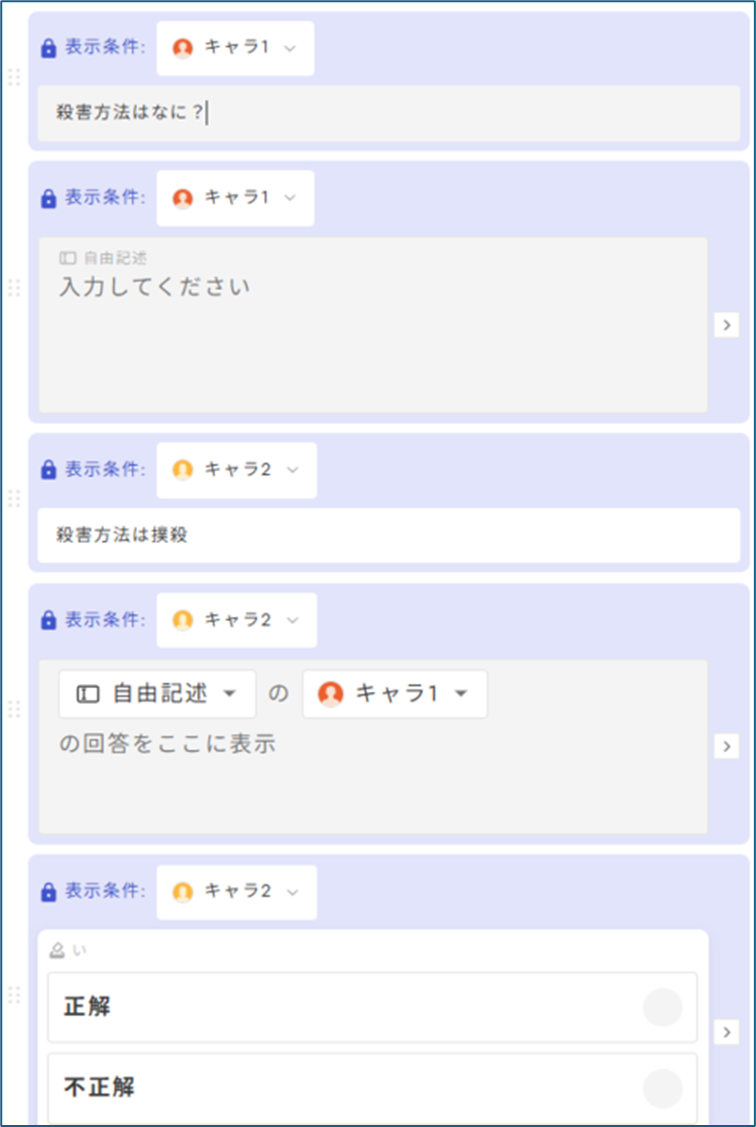 表示条件: キャラ1
殺害方法はなに？
表示条件: キャラ1
自由記述
入力してください
表示条件: キャラ2
殺害方法は撲殺
表示条件: キャラ2
自由記述 の キャラ1
の回答をここに表示
表示条件: キャラ2
い
正解
不正解